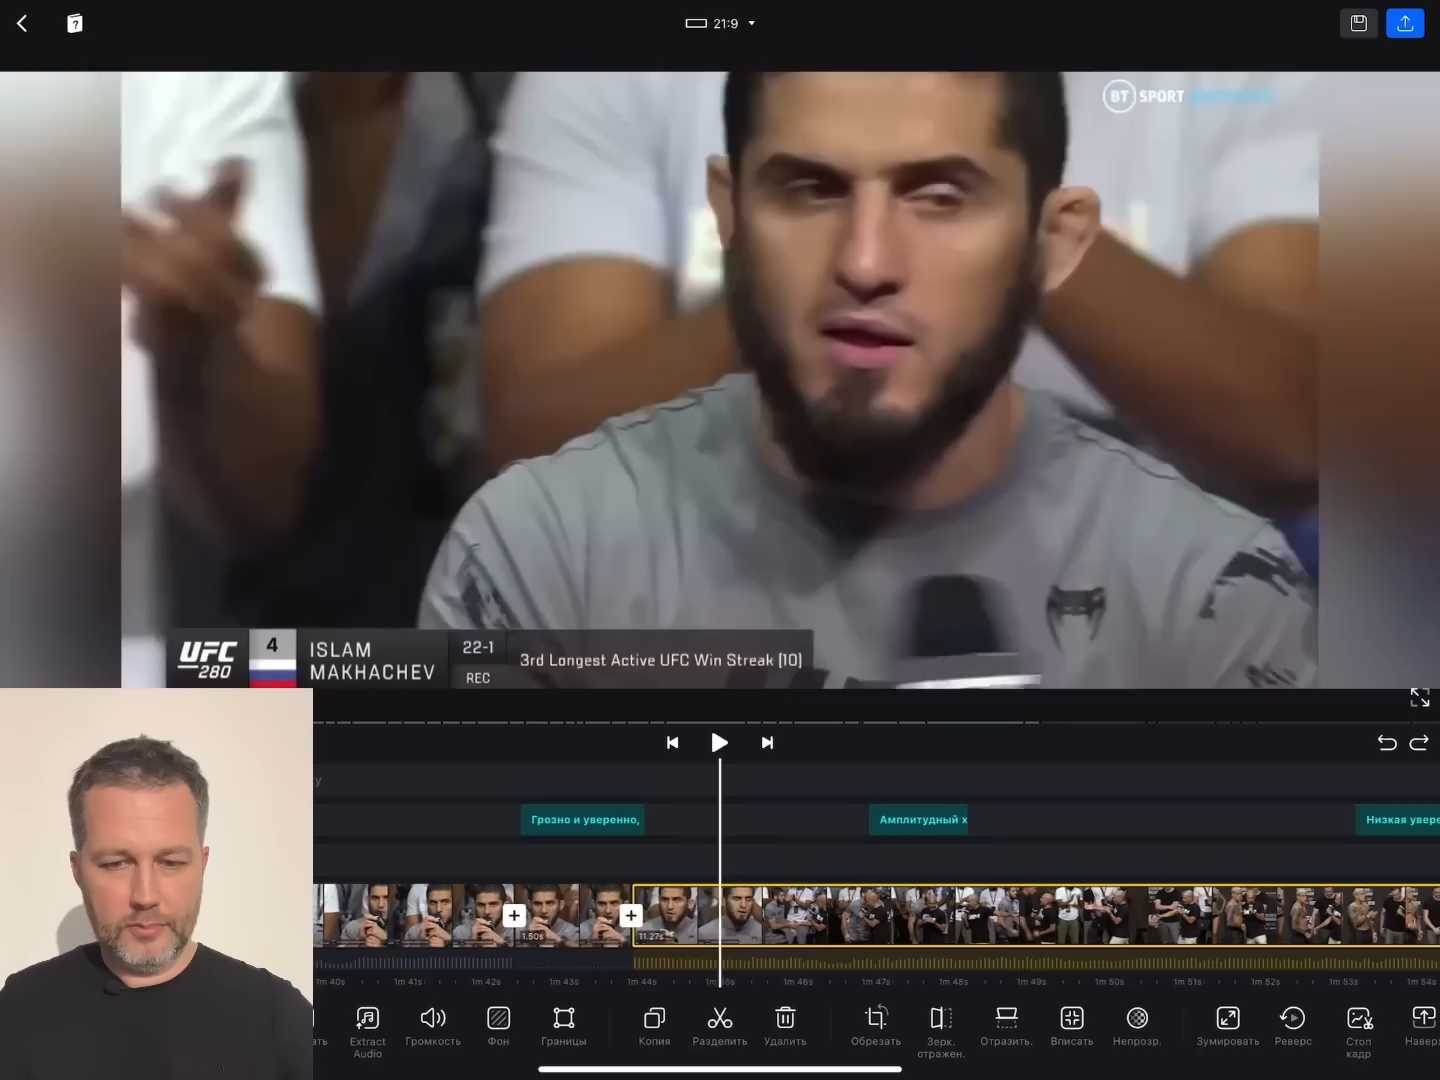 ?
21:9
BT SPORT
UFC 280
4
ISLAM
MAKHACHEV
22-1
REC
3rd Longest Active UFC Win Streak [10]
у
Грозно и уверенно,
Амплитудный х
Низкая увере
1.50s
11.27s
1m 40s 1m 41s 1m 42s 1m 43s 1m 44s 1m 46s 1m 47s 1m 48s 1m 49s 1m 50s 1m 51s 1m 52s 1m 53s 1m 54s
ать
Extract Audio
Громкость
Фон
Границы
Копия
Разделить
Удалить
Обрезать
Зерк. отражен.
Отразить.
Вписать
Непрозр.
Зумировать
Реверс
Стоп кадр
Наверх